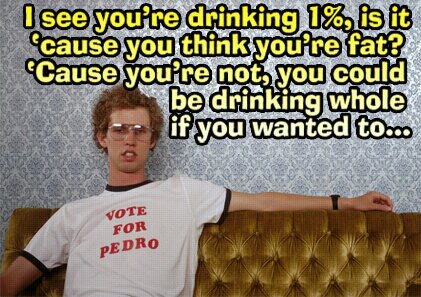 I see you're drinking 1%, is it
'cause you think you're fat?
'Cause you're not, you could
be drinking whole
if you wanted to...
VOTE
FOR
PEDRO